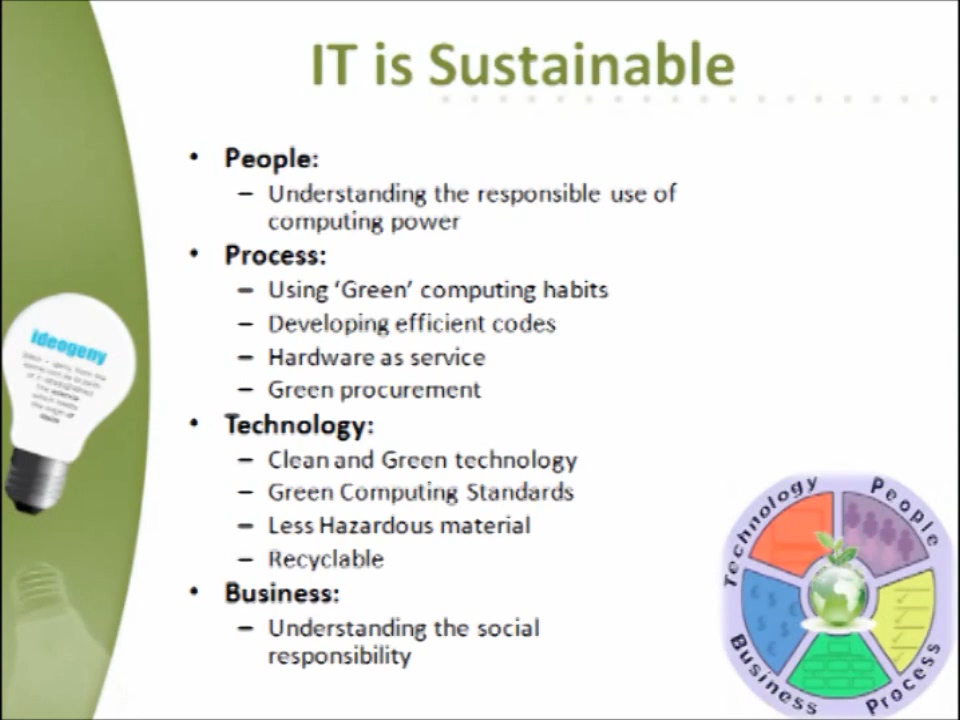 IT is Sustainable
• People:
– Understanding the responsible use of
computing power
• Process:
– Using ‘Green’ computing habits
– Developing efficient codes
– Hardware as service
– Green procurement
• Technology:
– Clean and Green technology
– Green Computing Standards
– Less Hazardous material
– Recyclable
• Business:
– Understanding the social
responsibility
ideogeny
Technology
People
Business
Process